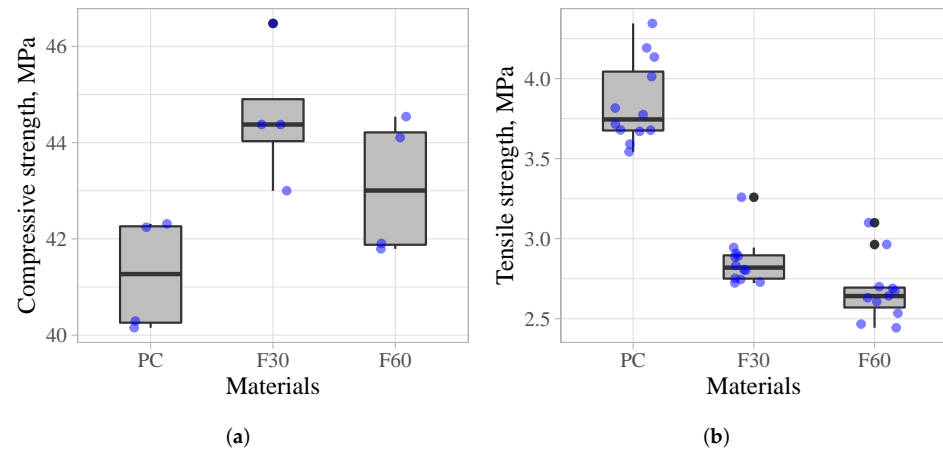 Compressive strength, MPa
46
44
42
40
PC F30 F60
Materials
(a)
Tensile strength, MPa
4.0
3.5
3.0
2.5
PC F30 F60
Materials
(b)